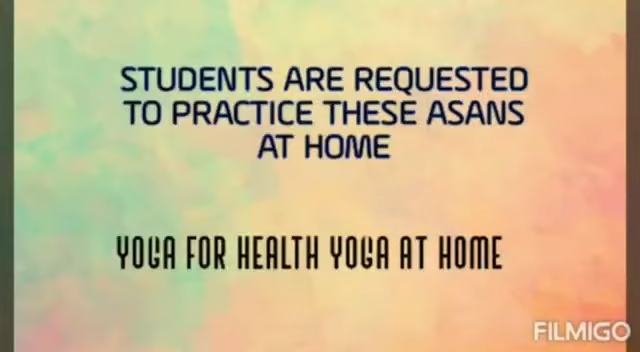 STUDENTS ARE REQUESTED
TO PRACTICE THESE ASANS
AT HOME
YOGA FOR HEALTH YOGA AT HOME
FILMIGO